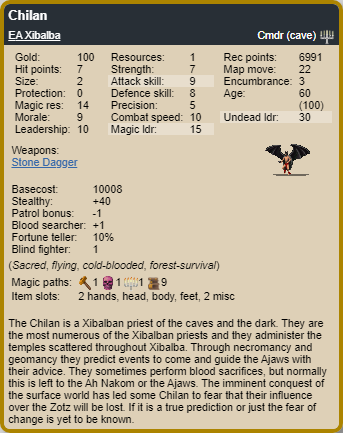 Chilan
EA Xibalba Cmdr (cave)
Gold: 100 Resources: 1 Rec points: 6991
Hit points: 7 Strength: 7 Map move: 22
Size: 2 Attack skill: 9 Encumbrance: 3
Protection: 0 Defence skill: 8 Age: 60
Magic res: 14 Precision: 5 (100)
Morale: 9 Combat speed: 10 Undead ldr: 30
Leadership: 10 Magic ldr: 15
Weapons:
Stone Dagger
Basecost: 10008
Stealthy: +40
Patrol bonus: -1
Blood searcher: +1
Fortune teller: 10%
Blind fighter: 1
(Sacred, flying, cold-blooded, forest-survival)
Magic paths: 1 1 1 9
Item slots: 2 hands, head, body, feet, 2 misc
The Chilan is a Xibalban priest of the caves and the dark. They are
the most numerous of the Xibalban priests and they administer the
temples scattered throughout Xibalba. Through necromancy and
geomancy they predict events to come and guide the Ajaws with
their advice. They sometimes perform blood sacrifices, but normally
this is left to the Ah Nakom or the Ajaws. The imminent conquest of
the surface world has led some Chilan to fear that their influence
over the Zotz will be lost. If it is a true prediction or just the fear of
change is yet to be known.